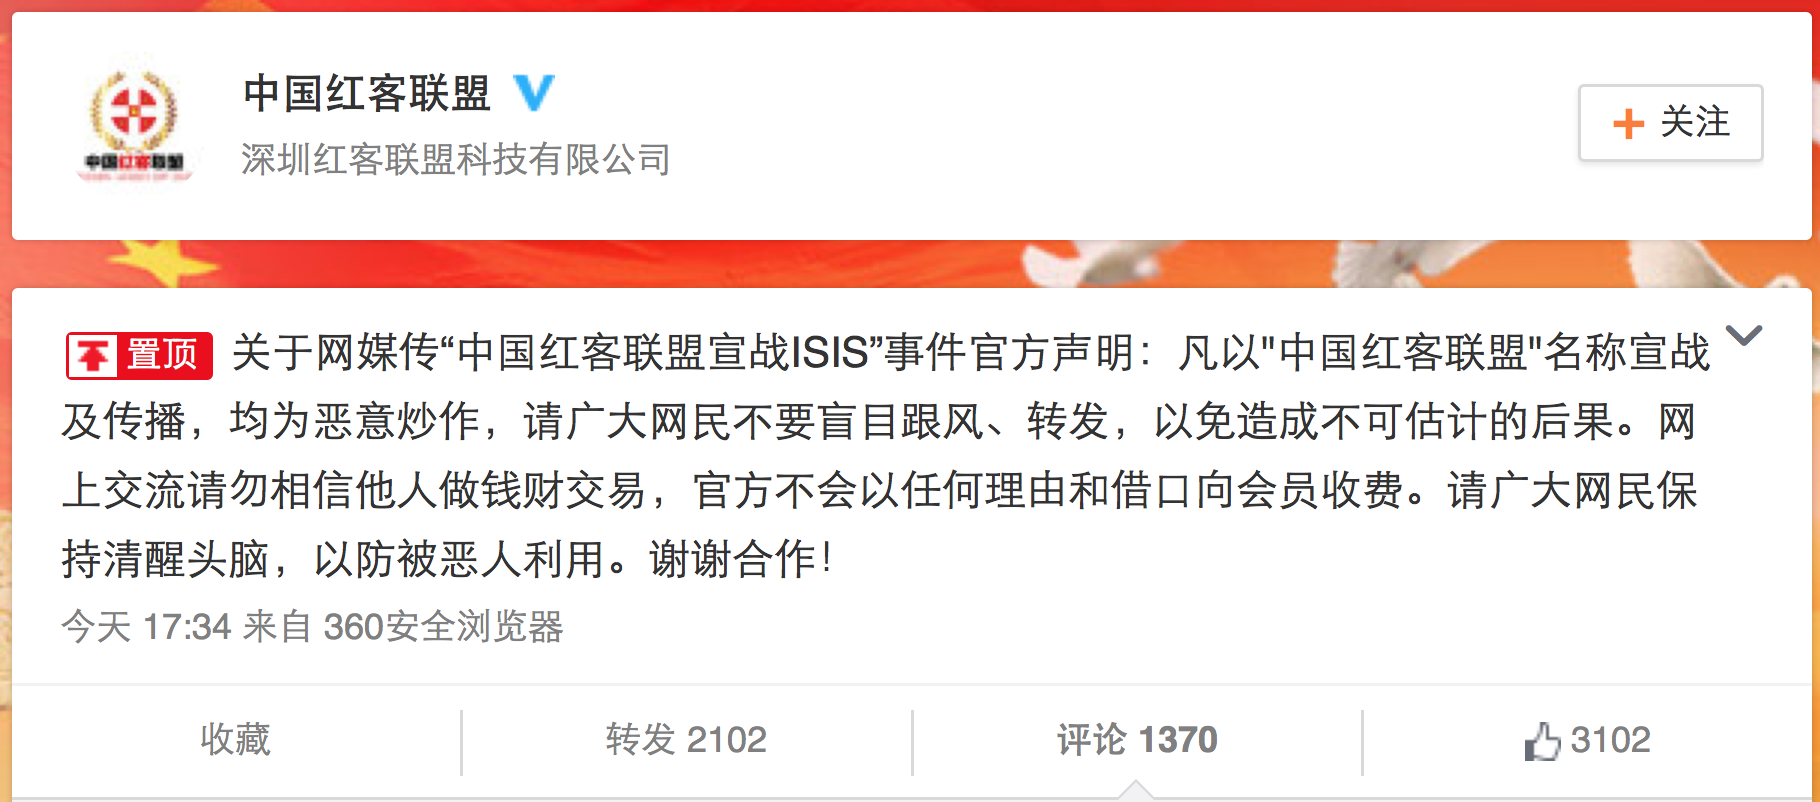 中国红客联盟
中国红客联盟
深圳红客联盟科技有限公司
+ 关注
置顶 关于网媒传“中国红客联盟宣战ISIS”事件官方声明：凡以"中国红客联盟"名称宣战
及传播，均为恶意炒作，请广大网民不要盲目跟风、转发，以免造成不可估计的后果。网
上交流请勿相信他人做钱财交易，官方不会以任何理由和借口向会员收费。请广大网民保
持清醒头脑，以防被恶人利用。谢谢合作！
今天 17:34 来自 360安全浏览器
收藏
转发 2102
评论 1370
3102